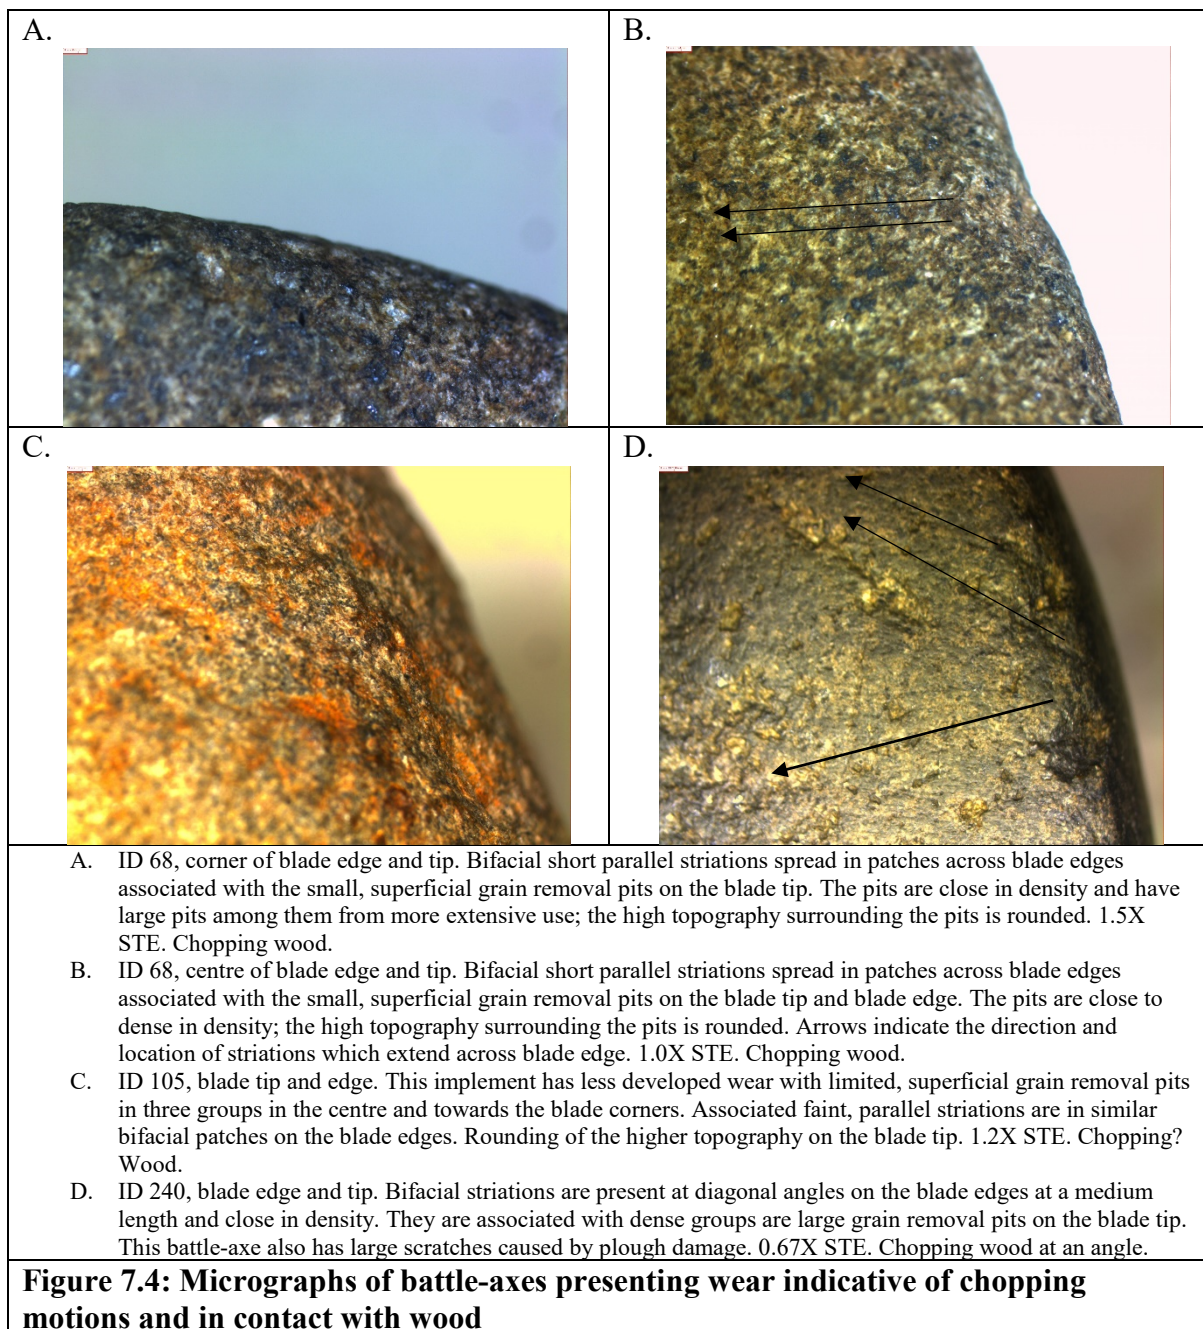 A.
B.
C.
D.
A. ID 68, corner of blade edge and tip. Bifacial short parallel striations spread in patches across blade edges
associated with the small, superficial grain removal pits on the blade tip. The pits are close in density and have
large pits among them from more extensive use; the high topography surrounding the pits is rounded. 1.5X
STE. Chopping wood.
B. ID 68, centre of blade edge and tip. Bifacial short parallel striations spread in patches across blade edges
associated with the small, superficial grain removal pits on the blade tip and blade edge. The pits are close to
dense in density; the high topography surrounding the pits is rounded. Arrows indicate the direction and
location of striations which extend across blade edge. 1.0X STE. Chopping wood.
C. ID 105, blade tip and edge. This implement has less developed wear with limited, superficial grain removal pits
in three groups in the centre and towards the blade corners. Associated faint, parallel striations are in similar
bifacial patches on the blade edges. Rounding of the higher topography on the blade tip. 1.2X STE. Chopping?
Wood.
D. ID 240, blade edge and tip. Bifacial striations are present at diagonal angles on the blade edges at a medium
length and close in density. They are associated with dense groups are large grain removal pits on the blade tip.
This battle-axe also has large scratches caused by plough damage. 0.67X STE. Chopping wood at an angle.
Figure 7.4: Micrographs of battle-axes presenting wear indicative of chopping
motions and in contact with wood